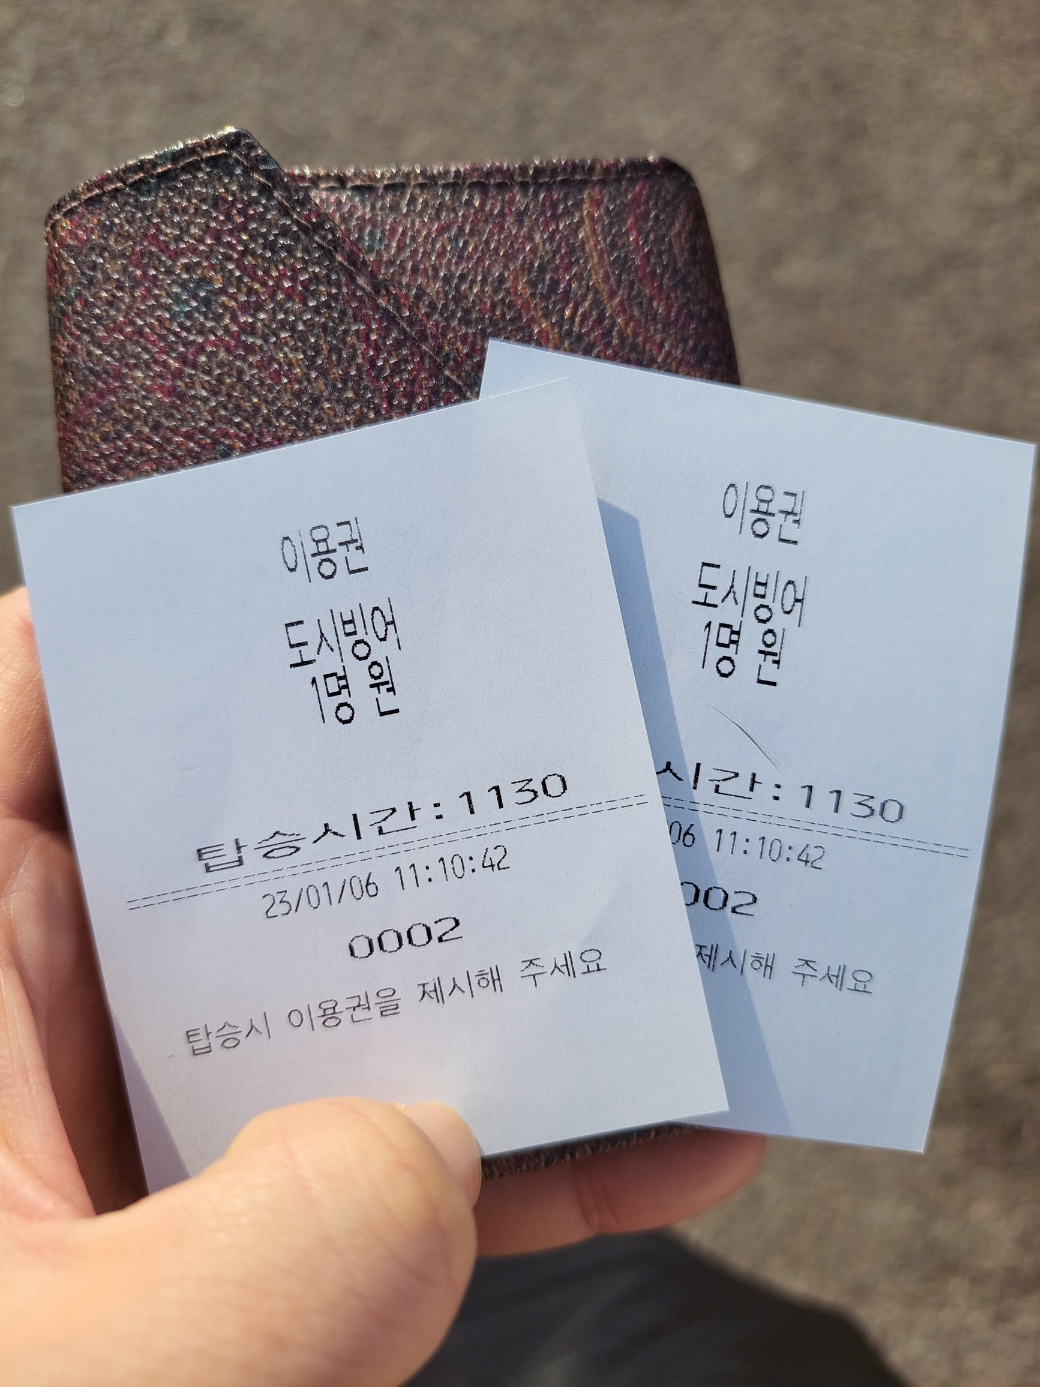 이용권
도시빙어
1명 원
탑승시간:1130
23/01/06 11:10:42
0002
탑승시 이용권을 제시해 주세요
이용권
도시빙어
1명 원
시간:1130
06 11:10:42
002
제시해 주세요